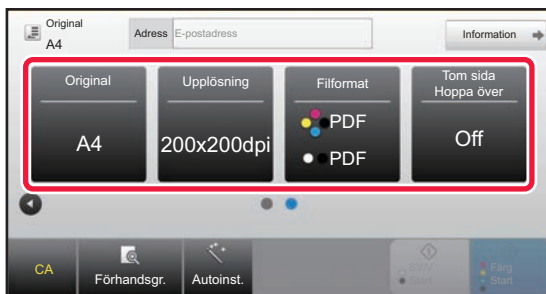 Original
A4
Adress E-postadress
Information
Original
A4
Upplösning
200x200dpi
Filformat
PDF
PDF
Tom sida
Hoppa över
Off
CA
Förhandsgr.
Autoinst.
Start
Färg
Start